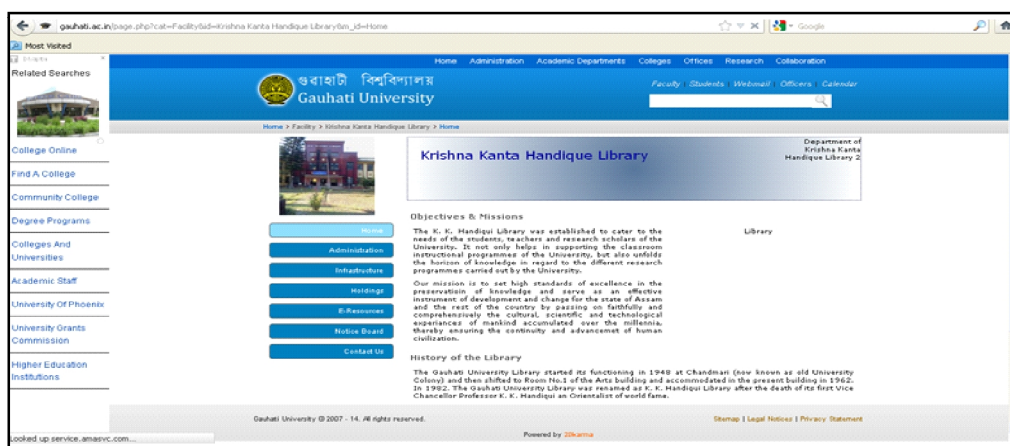 gauhati.ac.in/page.php?cat=Facility&id=Krishna Kanta Handique Library&m_id=Home
Google
Most Visited
Related Searches
College Online
Find A College
Community College
Degree Programs
Colleges And
Universities
Academic Staff
University Of Phoenix
University Grants
Commission
Higher Education
Institutions
Home Administration Academic Departments Colleges Offices Research Collaboration
গুৱাহাটী বিশ্ববিদ্যালয়
Gauhati University
Faculty Students Webmail Officers Calendar
Home > Facility > Krishna Kanta Handique Library > Home
Krishna Kanta Handique Library
Department of
Krishna Kanta
Handique Library 2
Home
Administration
Infrastructure
Holdings
E-Resources
Notice Board
Contact Us
Objectives & Missions
The K. K. Handiqui Library was established to cater to the
needs of the students, teachers and research scholars of the
University. It not only helps in supporting the classroom
instructional programmes of the University, but also unfolds
the horizon of knowledge in regard to the different research
programmes carried out by the University.
Our mission is to set high standards of excellence in the
preservatioin of knowledge and serve as an effective
instrument of development and change for the state of Assam
and the rest of the country by passing on faithfully and
comprehensively the cultural, scientific and technological
experiances of mankind accumulated over the millennia,
thereby ensuring the continuity and advancemet of human
civilization.
Library
History of the Library
The Gauhati University Library started its functioning in 1948 at Chandmari (now known as old University
Colony) and then shifted to Room No.1 of the Arts building and accommodated in the present building in 1962.
In 1982. The Gauhati University Library was renamed as K. K. Handiqui Library after the death of its first Vice
Chancellor Professor K. K. Handiqui an Orientalist of world fame.
Gauhati University @ 2007 - 14. All rights reserved.
Sitemap | Legal Notices | Privacy Statement
Powered by
Looked up service.amasvc.com...